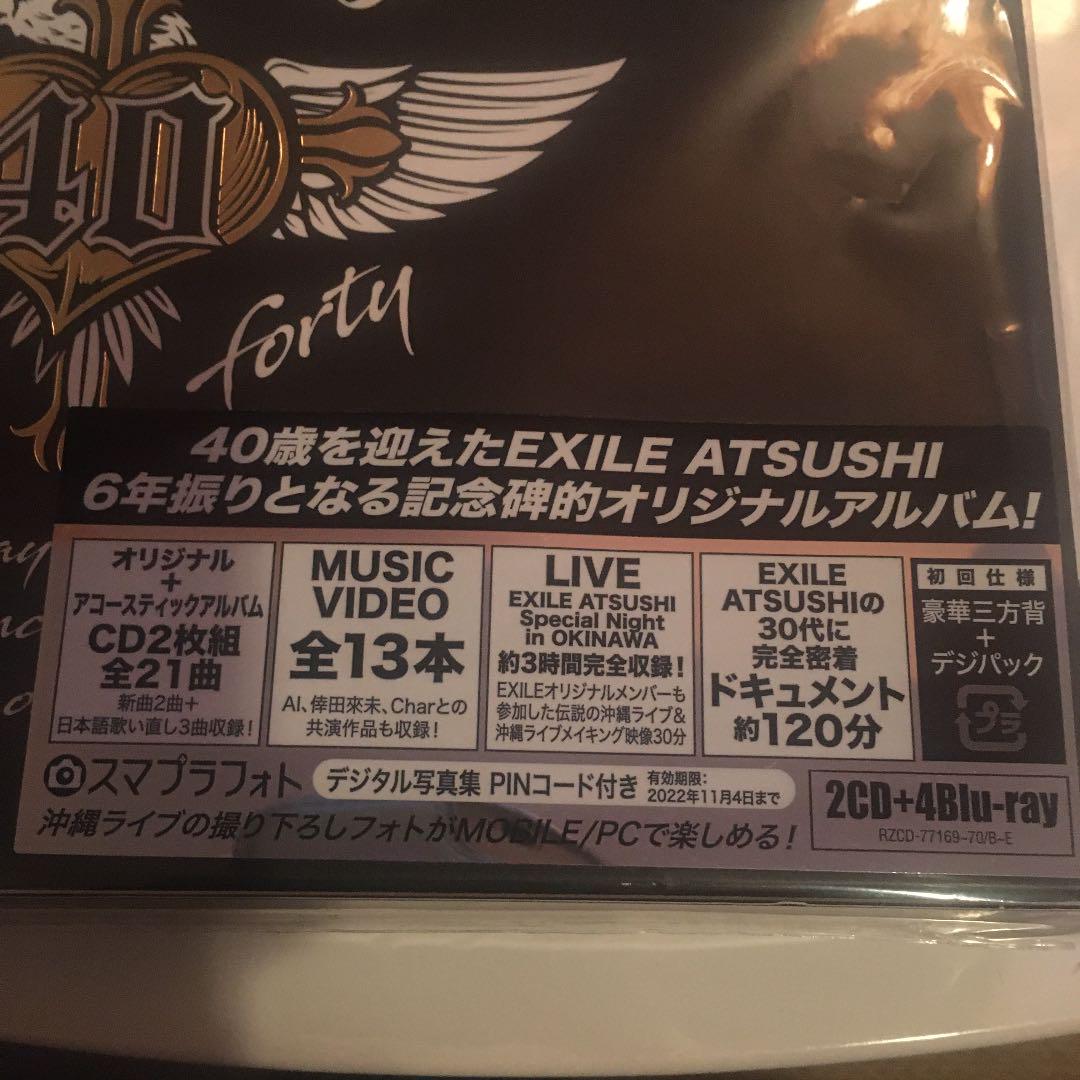 40
forty
40歳を迎えたEXILE ATSUSHI
6年振りとなる記念碑的オリジナルアルバム!
オリジナル
+
アコースティックアルバム
CD2枚組
全21曲
新曲2曲+
日本語歌い直し3曲収録!
MUSIC
VIDEO
全13本
AI、倖田來未、Charとの
共演作品も収録!
LIVE
EXILE ATSUSHI
Special Night
in OKINAWA
約3時間完全収録!
EXILEオリジナルメンバーも
参加した伝説の沖縄ライブ&
沖縄ライブメイキング映像30分
EXILE
ATSUSHIの
30代に
完全密着
ドキュメント
約120分
初回仕様
豪華三方背
+
デジパック
プラ
スマプラフォト
デジタル写真集 PINコード付き
有効期限:
2022年11月4日まで
沖縄ライブの撮り下ろしフォトがMOBILE/PCで楽しめる!
2CD+4Blu-ray
RZCD-77169~70/B~E